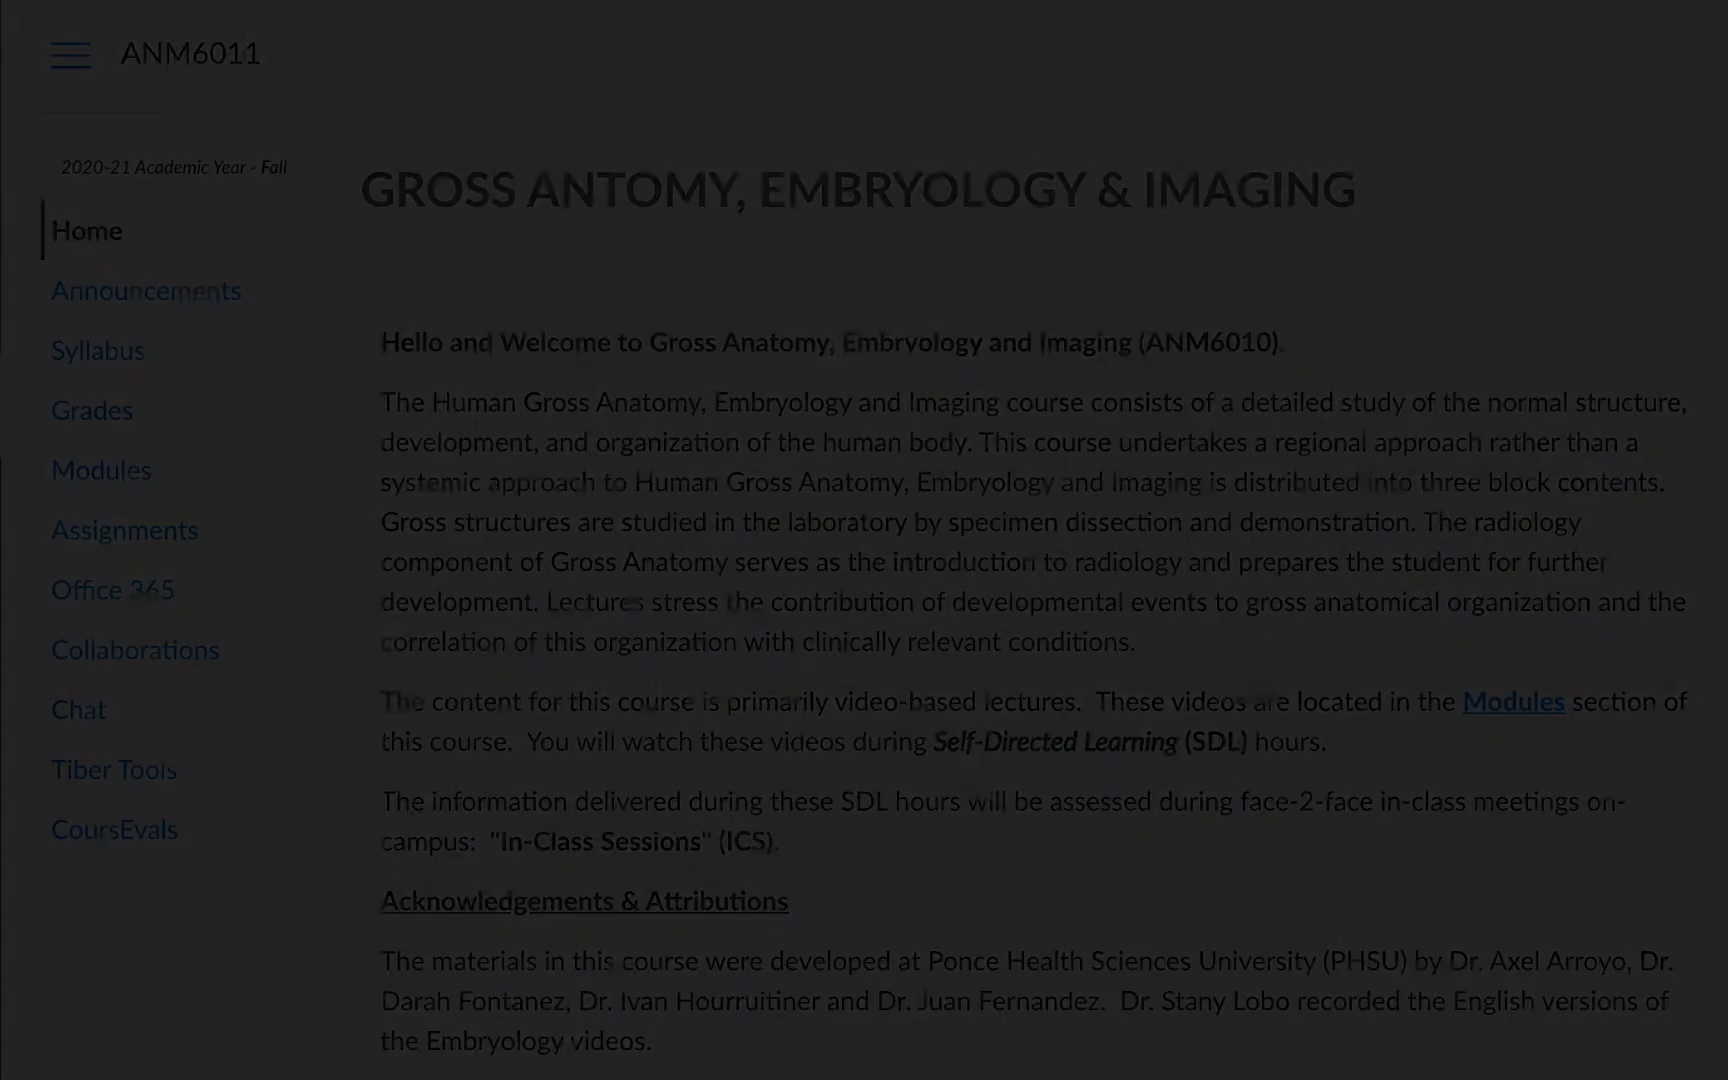 ANM6011
2020-21 Academic Year - Fall
Home
Announcements
Syllabus
Grades
Modules
Assignments
Office 365
Collaborations
Chat
Tiber Tools
CoursEvals
GROSS ANTOMY, EMBRYOLOGY & IMAGING
Hello and Welcome to Gross Anatomy, Embryology and Imaging (ANM6010).
The Human Gross Anatomy, Embryology and Imaging course consists of a detailed study of the normal structure,
development, and organization of the human body. This course undertakes a regional approach rather than a
systemic approach to Human Gross Anatomy, Embryology and Imaging is distributed into three block contents.
Gross structures are studied in the laboratory by specimen dissection and demonstration. The radiology
component of Gross Anatomy serves as the introduction to radiology and prepares the student for further
development. Lectures stress the contribution of developmental events to gross anatomical organization and the
correlation of this organization with clinically relevant conditions.
The content for this course is primarily video-based lectures.  These videos are located in the Modules section of
this course.  You will watch these videos during Self-Directed Learning (SDL) hours.
The information delivered during these SDL hours will be assessed during face-2-face in-class meetings on-
campus:  "In-Class Sessions" (ICS).
Acknowledgements & Attributions
The materials in this course were developed at Ponce Health Sciences University (PHSU) by Dr. Axel Arroyo, Dr.
Darah Fontanez, Dr. Ivan Hourruitiner and Dr. Juan Fernandez.  Dr. Stany Lobo recorded the English versions of
the Embryology videos.